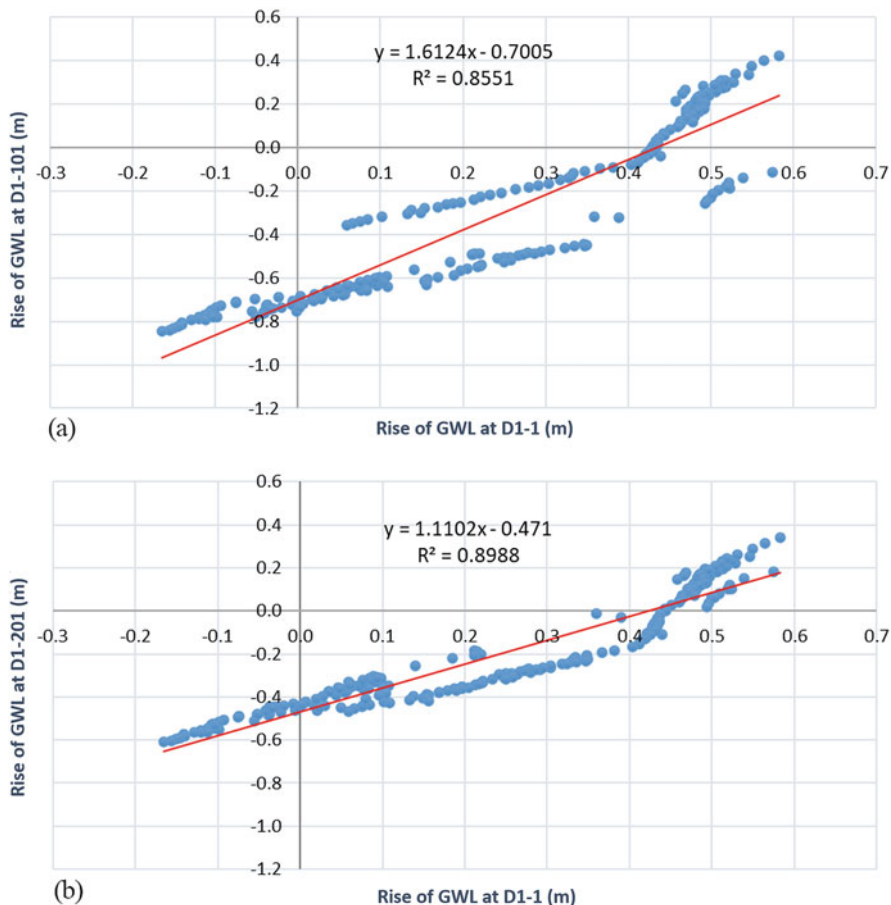 0.6
y = 1.6124x - 0.7005
R² = 0.8551
0.4
0.2
0.0
-0.3 -0.2 -0.1 0.0 0.1 0.2 0.3 0.4 0.5 0.6 0.7
-0.2
-0.4
-0.6
-0.8
-1.0
-1.2
Rise of GWL at D1-101 (m)
(a)
Rise of GWL at D1-1 (m)
0.6
y = 1.1102x - 0.471
R² = 0.8988
0.4
0.2
0.0
-0.3 -0.2 -0.1 0.0 0.1 0.2 0.3 0.4 0.5 0.6 0.7
-0.2
-0.4
-0.6
-0.8
-1.0
-1.2
Rise of GWL at D1-201 (m)
(b)
Rise of GWL at D1-1 (m)